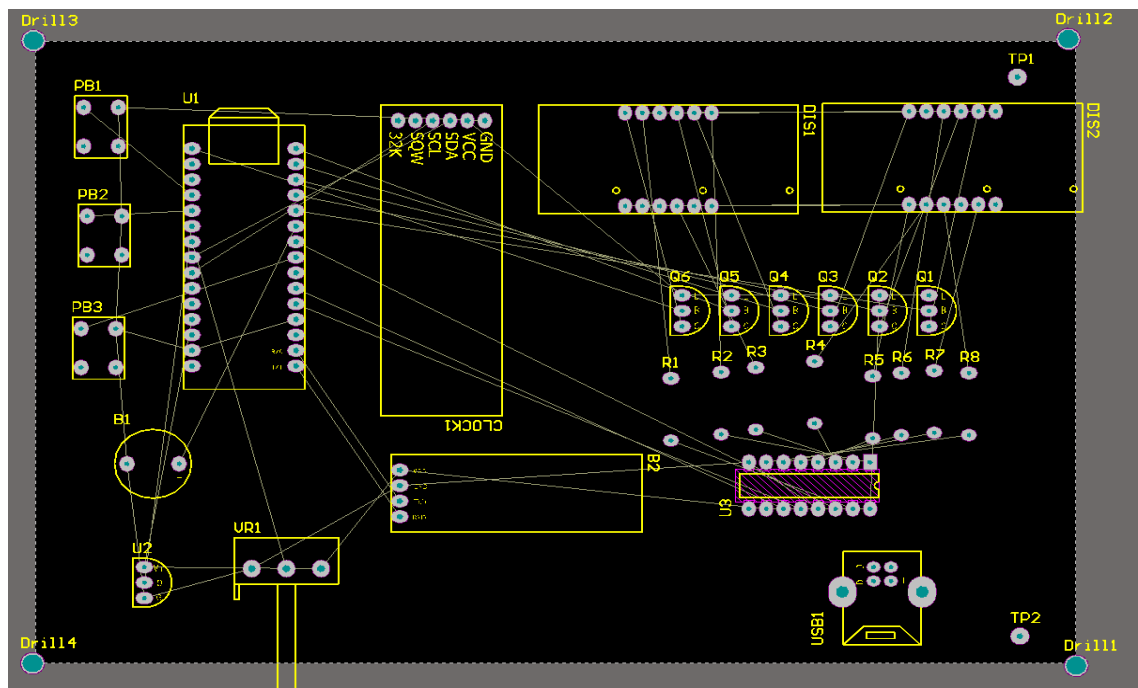 Drill3
Drill2
TP1
PB1
U1
32K
SQW
SCL
SDA
VCC
GND
DIS1
DIS2
PB2
Q6
Q5
Q4
Q3
Q2
Q1
PB3
R1
R2
R3
R4
R5
R6
R7
R8
B1
CLOCK1
B2
U3
VR1
U2
USB1
TP2
Drill4
Drill1